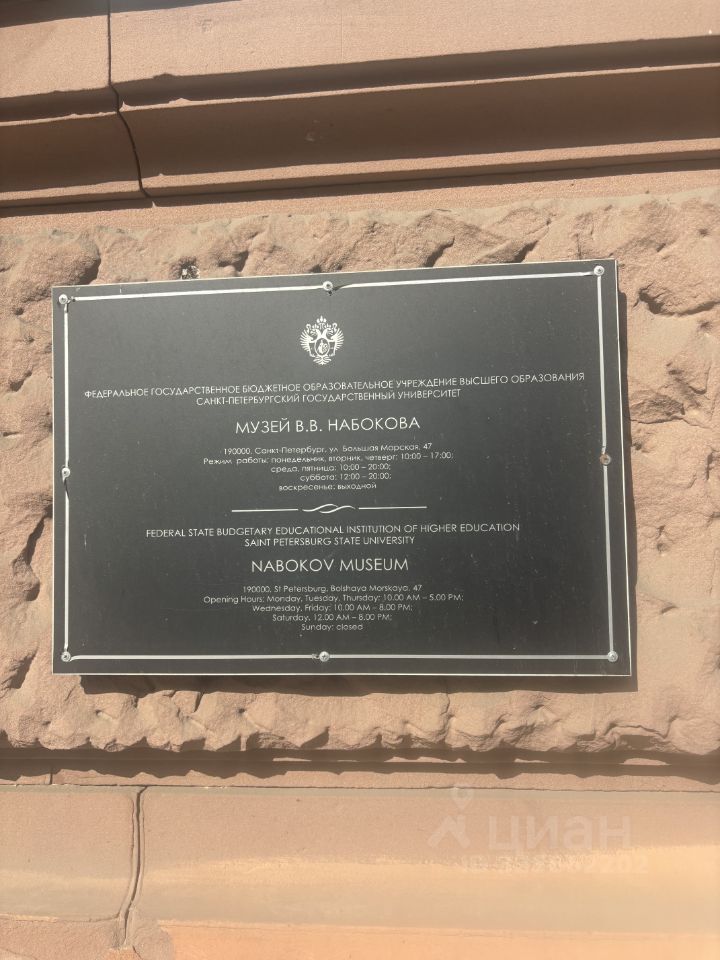 ФЕДЕРАЛЬНОЕ ГОСУДАРСТВЕННОЕ БЮДЖЕТНОЕ ОБРАЗОВАТЕЛЬНОЕ УЧРЕЖДЕНИЕ ВЫСШЕГО ОБРАЗОВАНИЯ
САНКТ-ПЕТЕРБУРГСКИЙ ГОСУДАРСТВЕННЫЙ УНИВЕРСИТЕТ
МУЗЕЙ В.В. НАБОКОВА
190000, Санкт-Петербург, ул. Большая Морская, 47
Режим работы: понедельник, вторник, четверг: 10:00 – 17:00;
среда, пятница: 10:00 – 20:00;
суббота: 12:00 – 20:00;
воскресенье: выходной
FEDERAL STATE BUDGETARY EDUCATIONAL INSTITUTION OF HIGHER EDUCATION
SAINT PETERSBURG STATE UNIVERSITY
NABOKOV MUSEUM
190000, St Petersburg, Bolshaya Morskaya, 47
Opening Hours: Monday, Tuesday, Thursday: 10.00 AM – 5.00 PM;
Wednesday, Friday: 10.00 AM – 8.00 PM;
Saturday, 12.00 AM – 8.00 PM;
Sunday: closed
циан